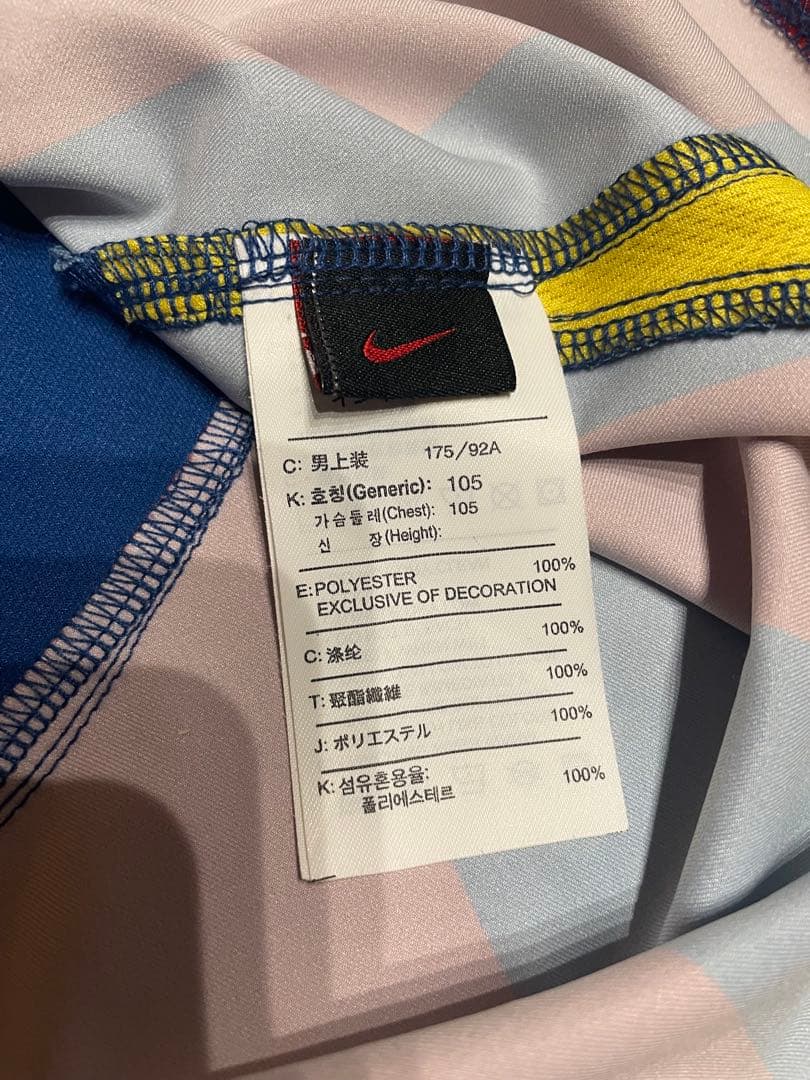 C: 男上装 175/92A
K: 호칭(Generic): 105
가슴둘레(Chest): 105
신 장(Height):
E: POLYESTER 100%
EXCLUSIVE OF DECORATION
C: 涤纶 100%
T: 聚酯纖維 100%
J: ポリエステル 100%
K: 섬유혼용율:
폴리에스테르 100%